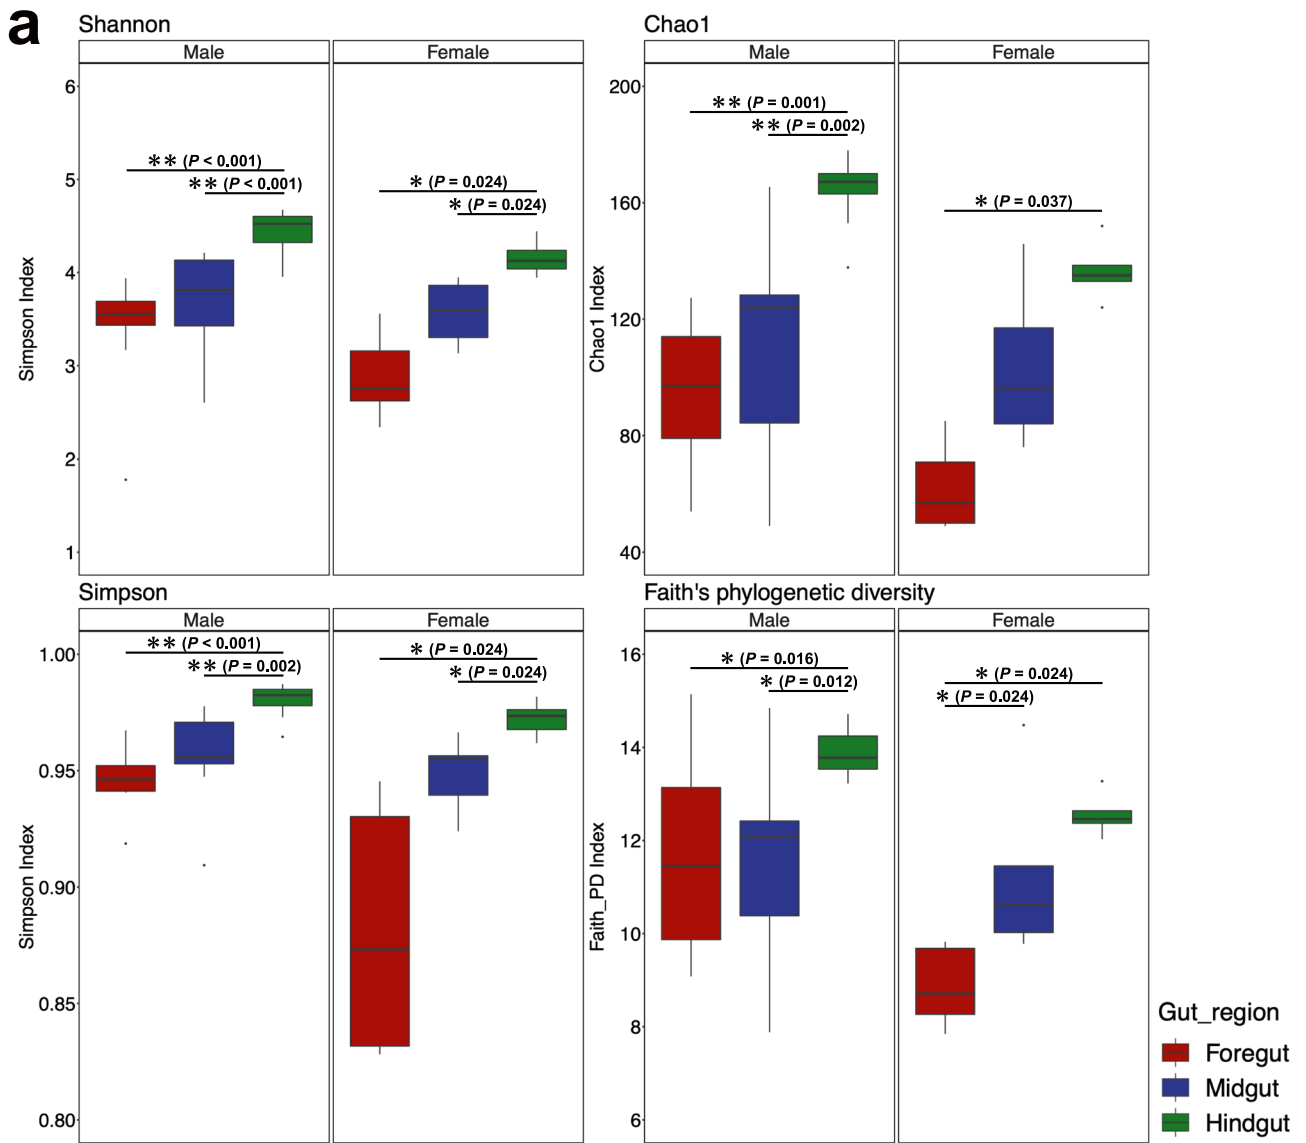 a
Shannon
Male
Female
6
5
4
3
2
1
Simpson Index
** (P < 0.001)
** (P < 0.001)
* (P = 0.024)
* (P = 0.024)
Chao1
Male
Female
200
160
120
80
40
Chao1 Index
** (P = 0.001)
** (P = 0.002)
* (P = 0.037)
Simpson
Male
Female
1.00
0.95
0.90
0.85
0.80
Simpson Index
** (P < 0.001)
** (P = 0.002)
* (P = 0.024)
* (P = 0.024)
Faith's phylogenetic diversity
Male
Female
16
14
12
10
8
6
Faith_PD Index
* (P = 0.016)
* (P = 0.012)
* (P = 0.024)
* (P = 0.024)
Gut_region
Foregut
Midgut
Hindgut